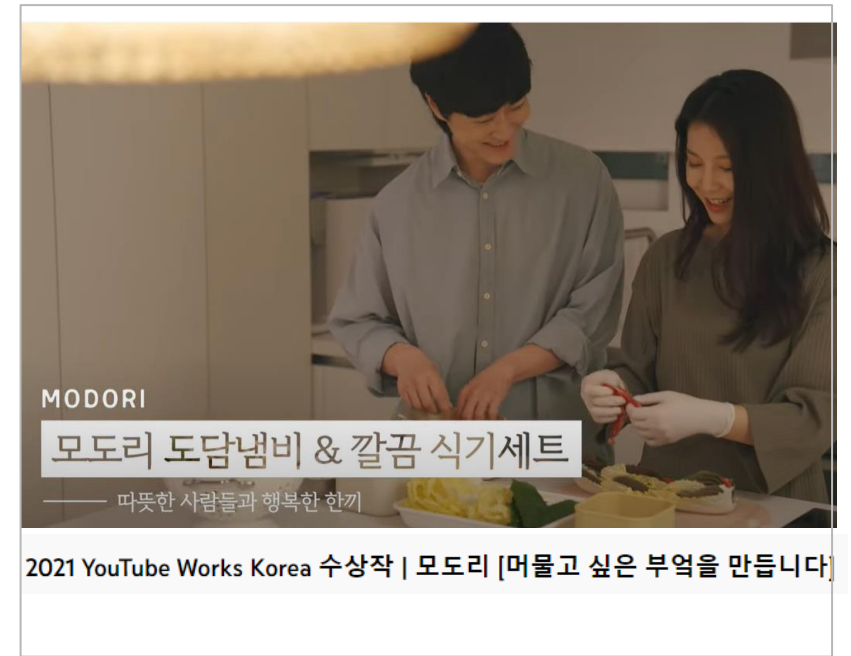 MODORI
모도리 도담냄비 & 깔끔 식기세트
따뜻한 사람들과 행복한 한끼
2021 YouTube Works Korea 수상작 | 모도리 [머물고 싶은 부엌을 만듭니다]